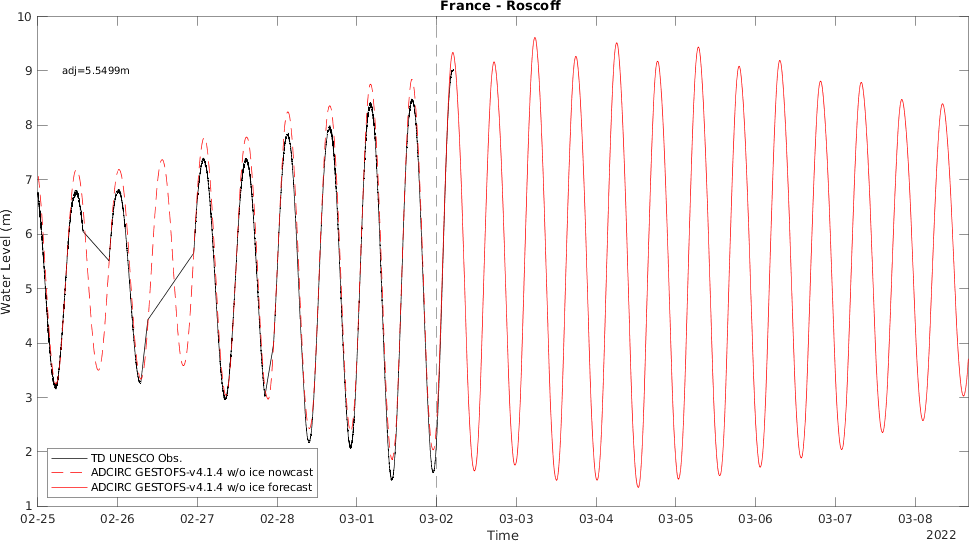 France - Roscoff
10
9
8
7
6
5
4
3
2
1
Water Level (m)
adj=5.5499m
TD UNESCO Obs.
ADCIRC GESTOFS-v4.1.4 w/o ice nowcast
ADCIRC GESTOFS-v4.1.4 w/o ice forecast
02-25 02-26 02-27 02-28 03-01 03-02 03-03 03-04 03-05 03-06 03-07 03-08
Time
2022